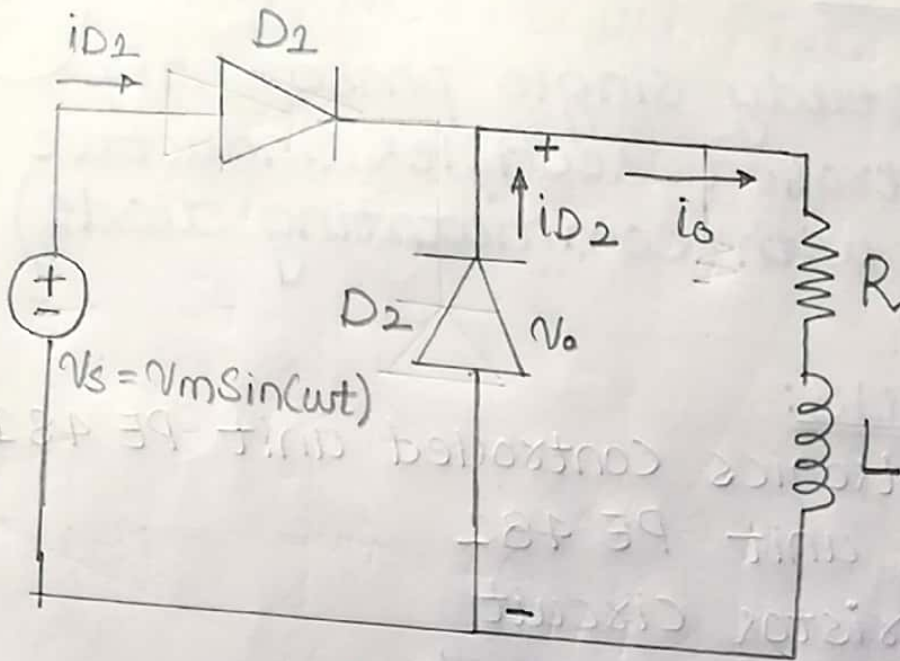 iD1
D1
+
iD2
io
+
-
D2
vo
R
Vs = Vm Sin(wt)
L
-